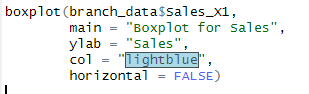 boxplot(branch_data$Sales_X1,
main = "Boxplot for Sales",
ylab = "Sales",
col = "lightblue",
horizontal = FALSE)